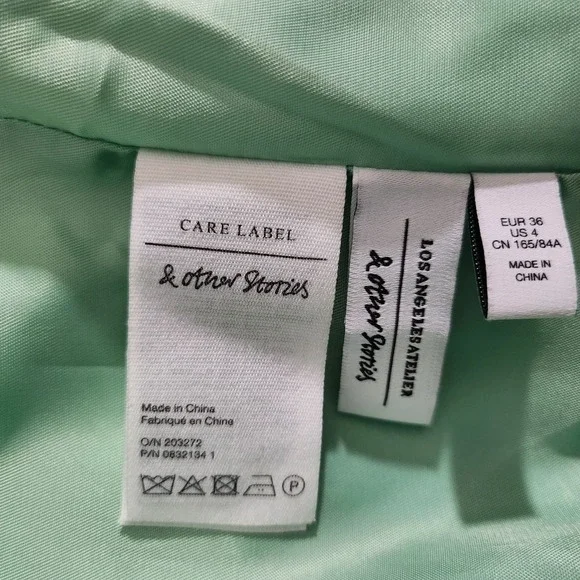 CARE LABEL
& other Stories
Made in China
Fabriqué en Chine
O/N 203272
P/N 0832134 1
P
LOS ANGELES ATELIER
& other Stories
EUR 36
US 4
CN 165/84A
MADE IN
CHINA